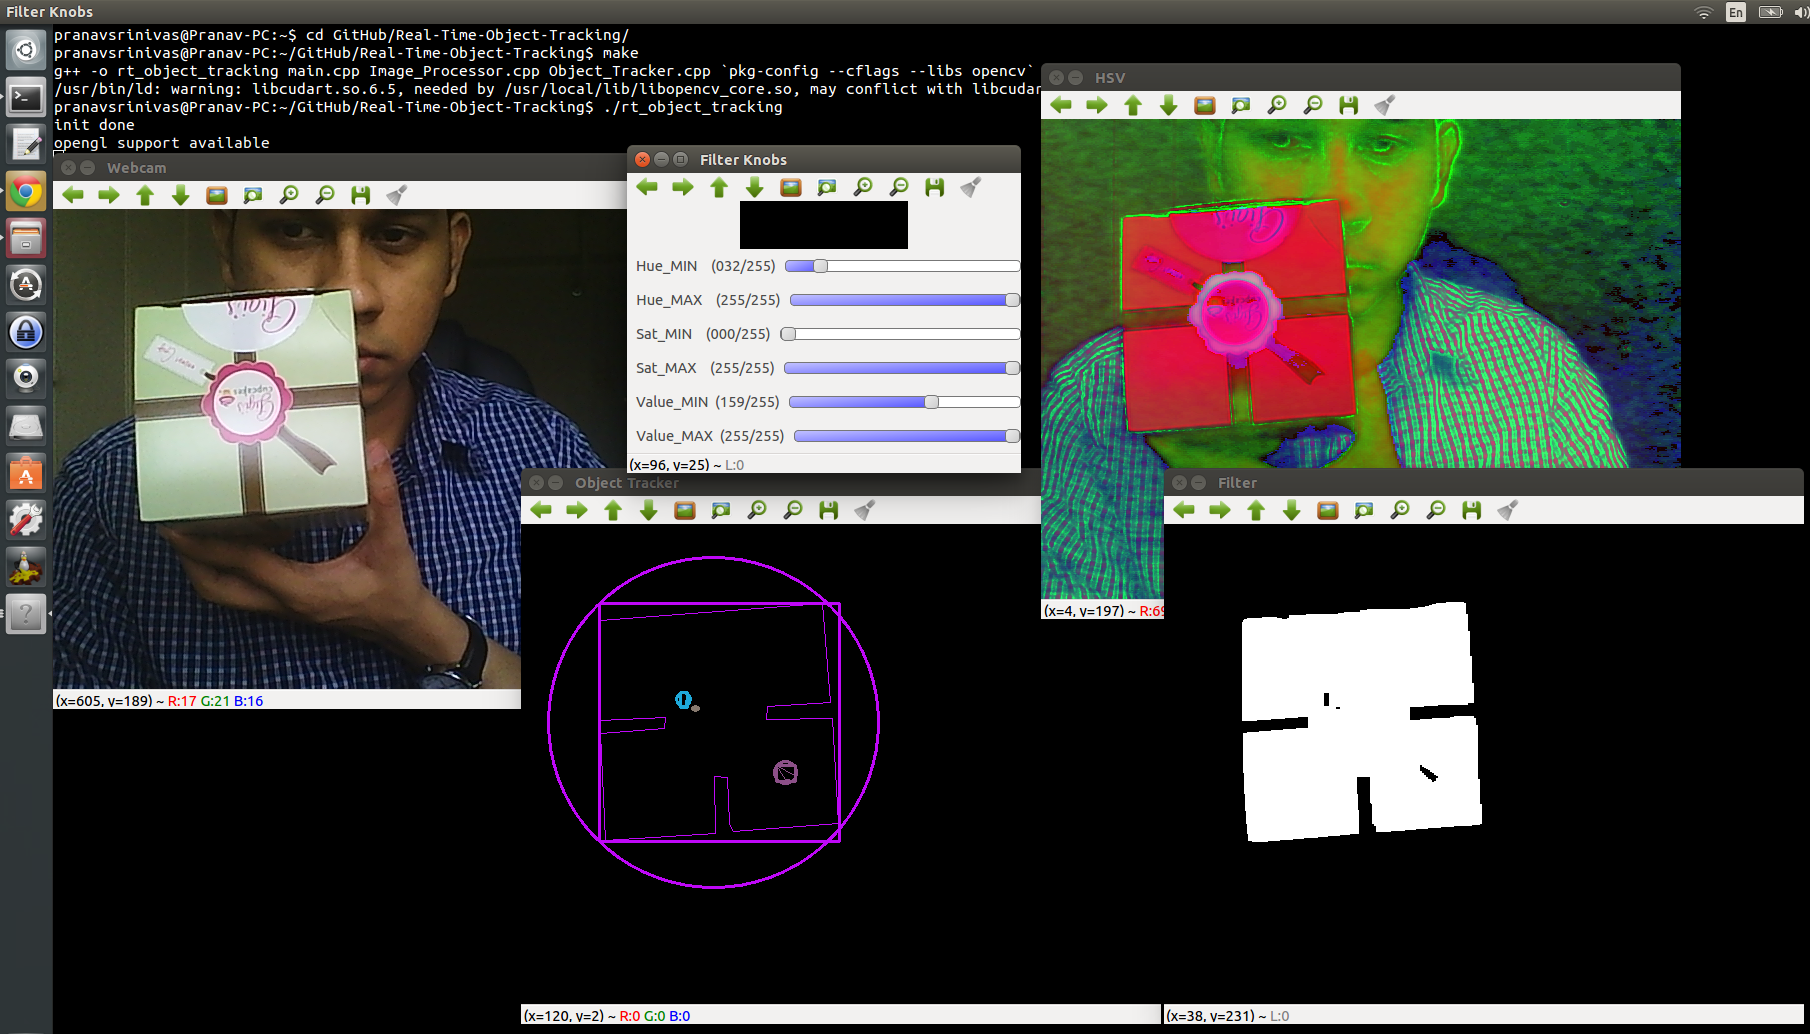 Filter Knobs
En
pranavsrinivas@Pranav-PC:~$ cd GitHub/Real-Time-Object-Tracking/
pranavsrinivas@Pranav-PC:~/GitHub/Real-Time-Object-Tracking$ make
g++ -o rt_object_tracking main.cpp Image_Processor.cpp Object_Tracker.cpp `pkg-config --cflags --libs opencv`
/usr/bin/ld: warning: libcudart.so.6.5, needed by /usr/local/lib/libopencv_core.so, may conflict with libcudar
pranavsrinivas@Pranav-PC:~/GitHub/Real-Time-Object-Tracking$ ./rt_object_tracking
init done
opengl support available
Webcam
Gigi's
Gigi's
cupcakes
(x=605, y=189) ~ R:17 G:21 B:16
Filter Knobs
Hue_MIN (032/255)
Hue_MAX (255/255)
Sat_MIN (000/255)
Sat_MAX (255/255)
Value_MIN (159/255)
Value_MAX (255/255)
(x=96, y=25) ~ L:0
HSV
(x=4, y=197) ~ R:69
Object Tracker
(x=120, y=2) ~ R:0 G:0 B:0
Filter
(x=38, y=231) ~ L:0